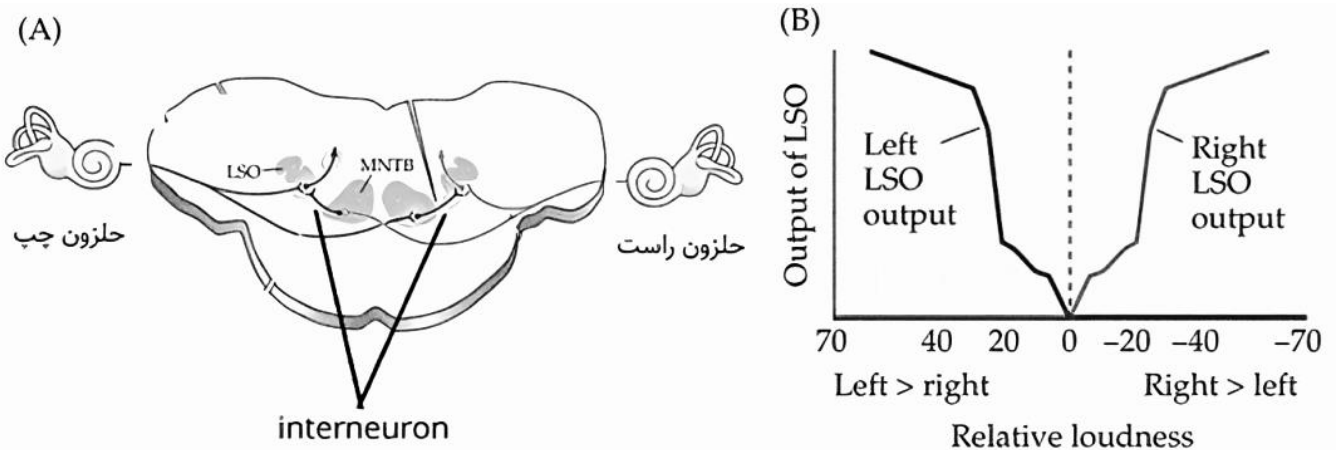 (A)
LSO
MNTB
حلزون چپ
حلزون راست
interneuron
(B)
Output of LSO
Left
LSO
output
Right
LSO
output
70 40 20 0 –20 –40 –70
Left > right Right > left
Relative loudness